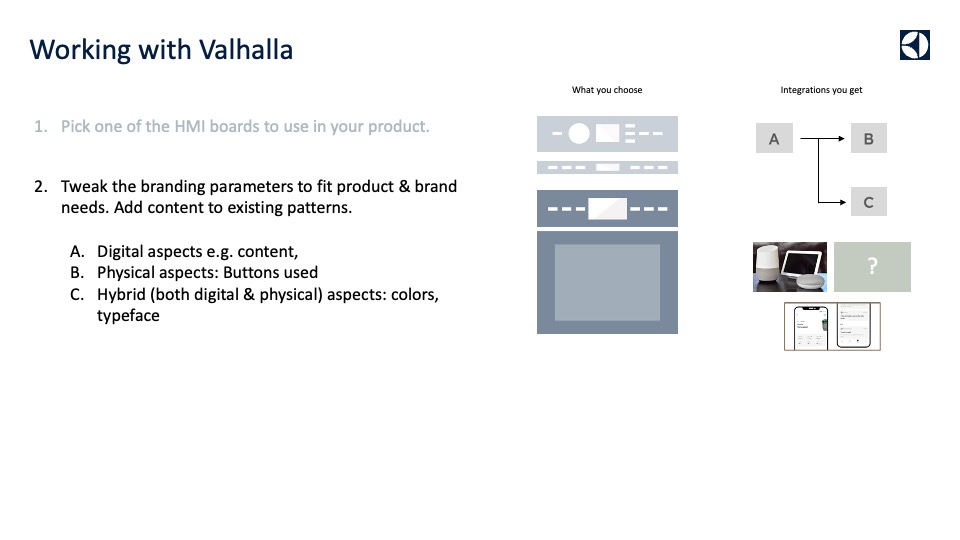 Working with Valhalla
What you choose
Integrations you get
1. Pick one of the HMI boards to use in your product.
2. Tweak the branding parameters to fit product & brand
needs. Add content to existing patterns.
A. Digital aspects e.g. content,
B. Physical aspects: Buttons used
C. Hybrid (both digital & physical) aspects: colors,
typeface
A
B
C
?